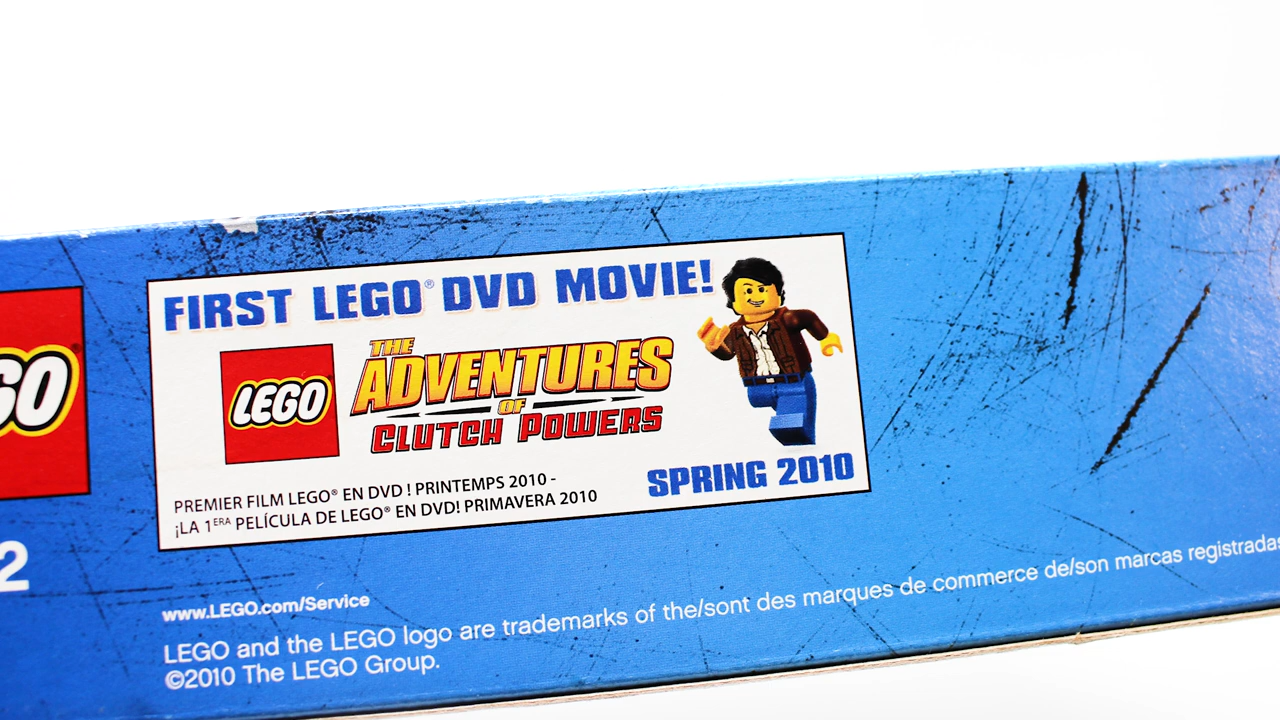 GO®
2
FIRST LEGO® DVD MOVIE!
LEGO
THE
ADVENTURES
OF
CLUTCH POWERS
SPRING 2010
PREMIER FILM LEGO® EN DVD ! PRINTEMPS 2010 -
¡LA 1ERA PELÍCULA DE LEGO® EN DVD! PRIMAVERA 2010
www.LEGO.com/Service
LEGO and the LEGO logo are trademarks of the/sont des marques de commerce de/son marcas registradas
©2010 The LEGO Group.